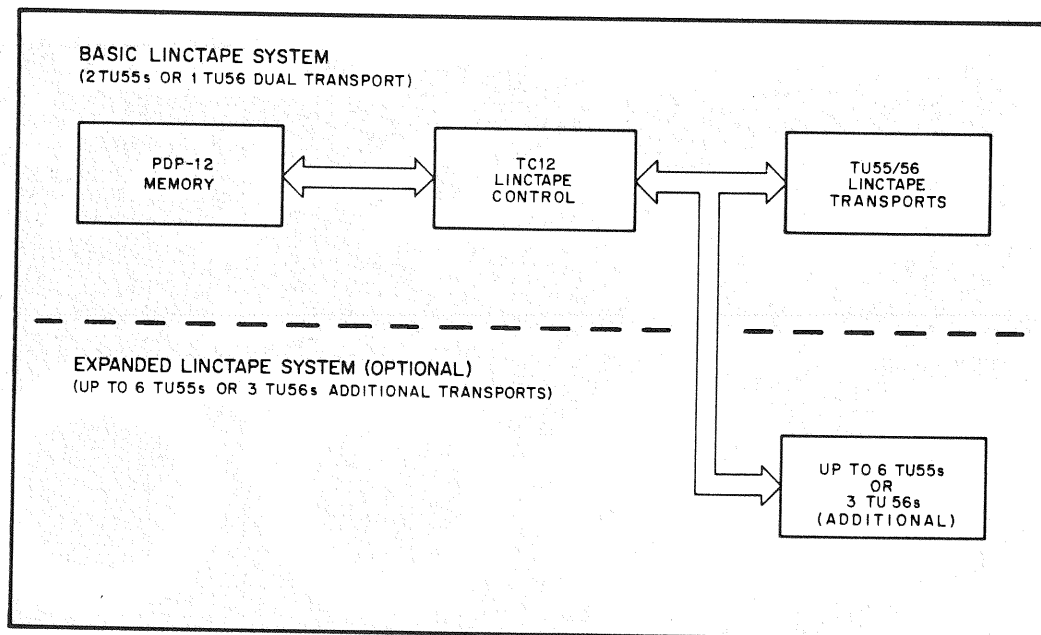 BASIC LINCTAPE SYSTEM
(2 TU55s OR 1 TU56 DUAL TRANSPORT)
PDP-12
MEMORY
TC12
LINCTAPE
CONTROL
TU55/56
LINCTAPE
TRANSPORTS
EXPANDED LINCTAPE SYSTEM (OPTIONAL)
(UP TO 6 TU55s OR 3 TU56s ADDITIONAL TRANSPORTS)
UP TO 6 TU55s
OR
3 TU56s
(ADDITIONAL)